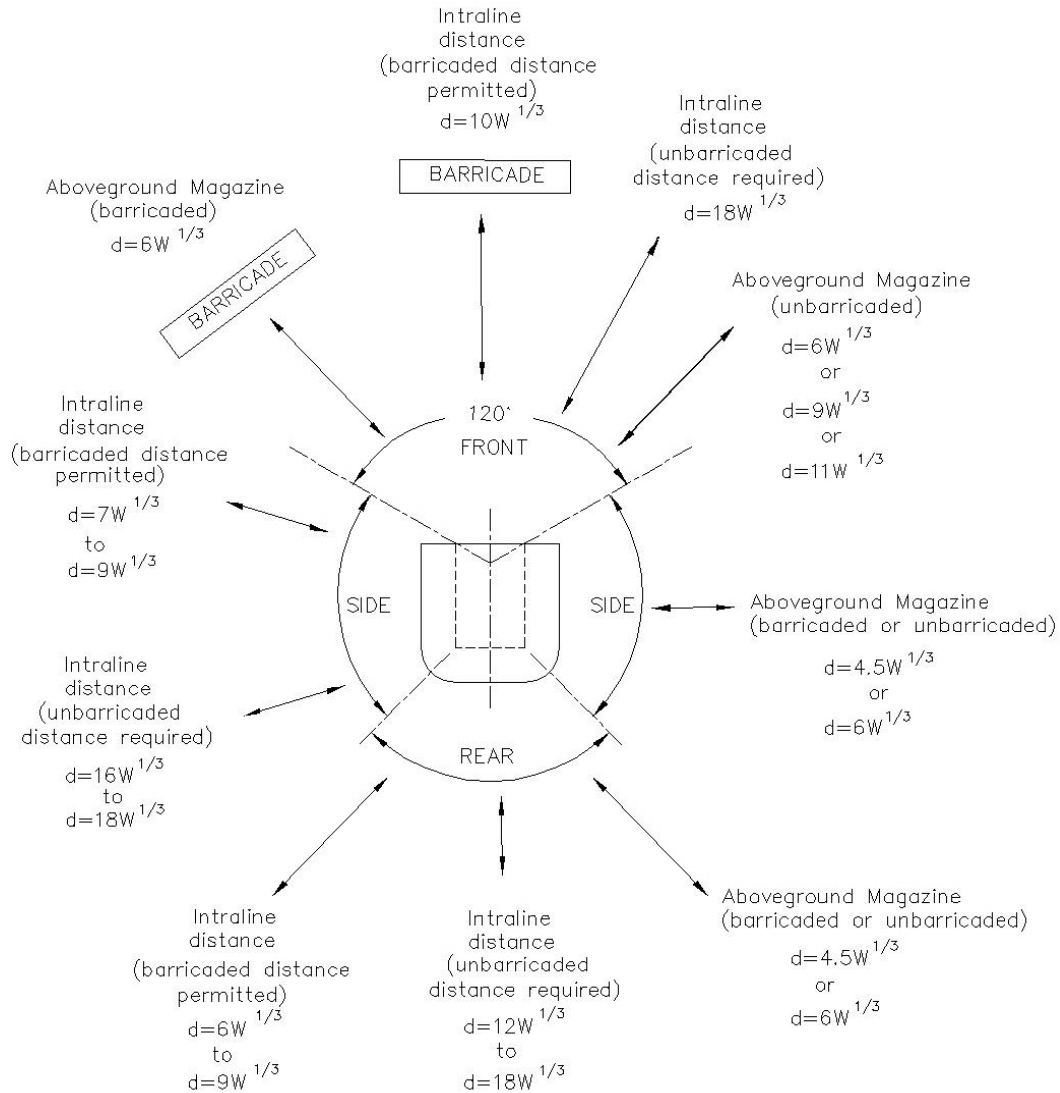 Intraline
distance
(barricaded distance
permitted)
d=10W 1/3
BARRICADE
Intraline
distance
(unbarricaded
distance required)
d=18W 1/3
Aboveground Magazine
(barricaded)
d=6W 1/3
BARRICADE
Aboveground Magazine
(unbarricaded)
d=6W 1/3
or
d=9W 1/3
or
d=11W 1/3
120°
FRONT
Intraline
distance
(barricaded distance
permitted)
d=7W 1/3
to
d=9W 1/3
SIDE
SIDE
Aboveground Magazine
(barricaded or unbarricaded)
d=4.5W 1/3
or
d=6W 1/3
Intraline
distance
(unbarricaded
distance required)
d=16W 1/3
to
d=18W 1/3
REAR
Intraline
distance
(barricaded distance
permitted)
d=6W 1/3
to
d=9W 1/3
Intraline
distance
(unbarricaded
distance required)
d=12W 1/3
to
d=18W 1/3
Aboveground Magazine
(barricaded or unbarricaded)
d=4.5W 1/3
or
d=6W 1/3